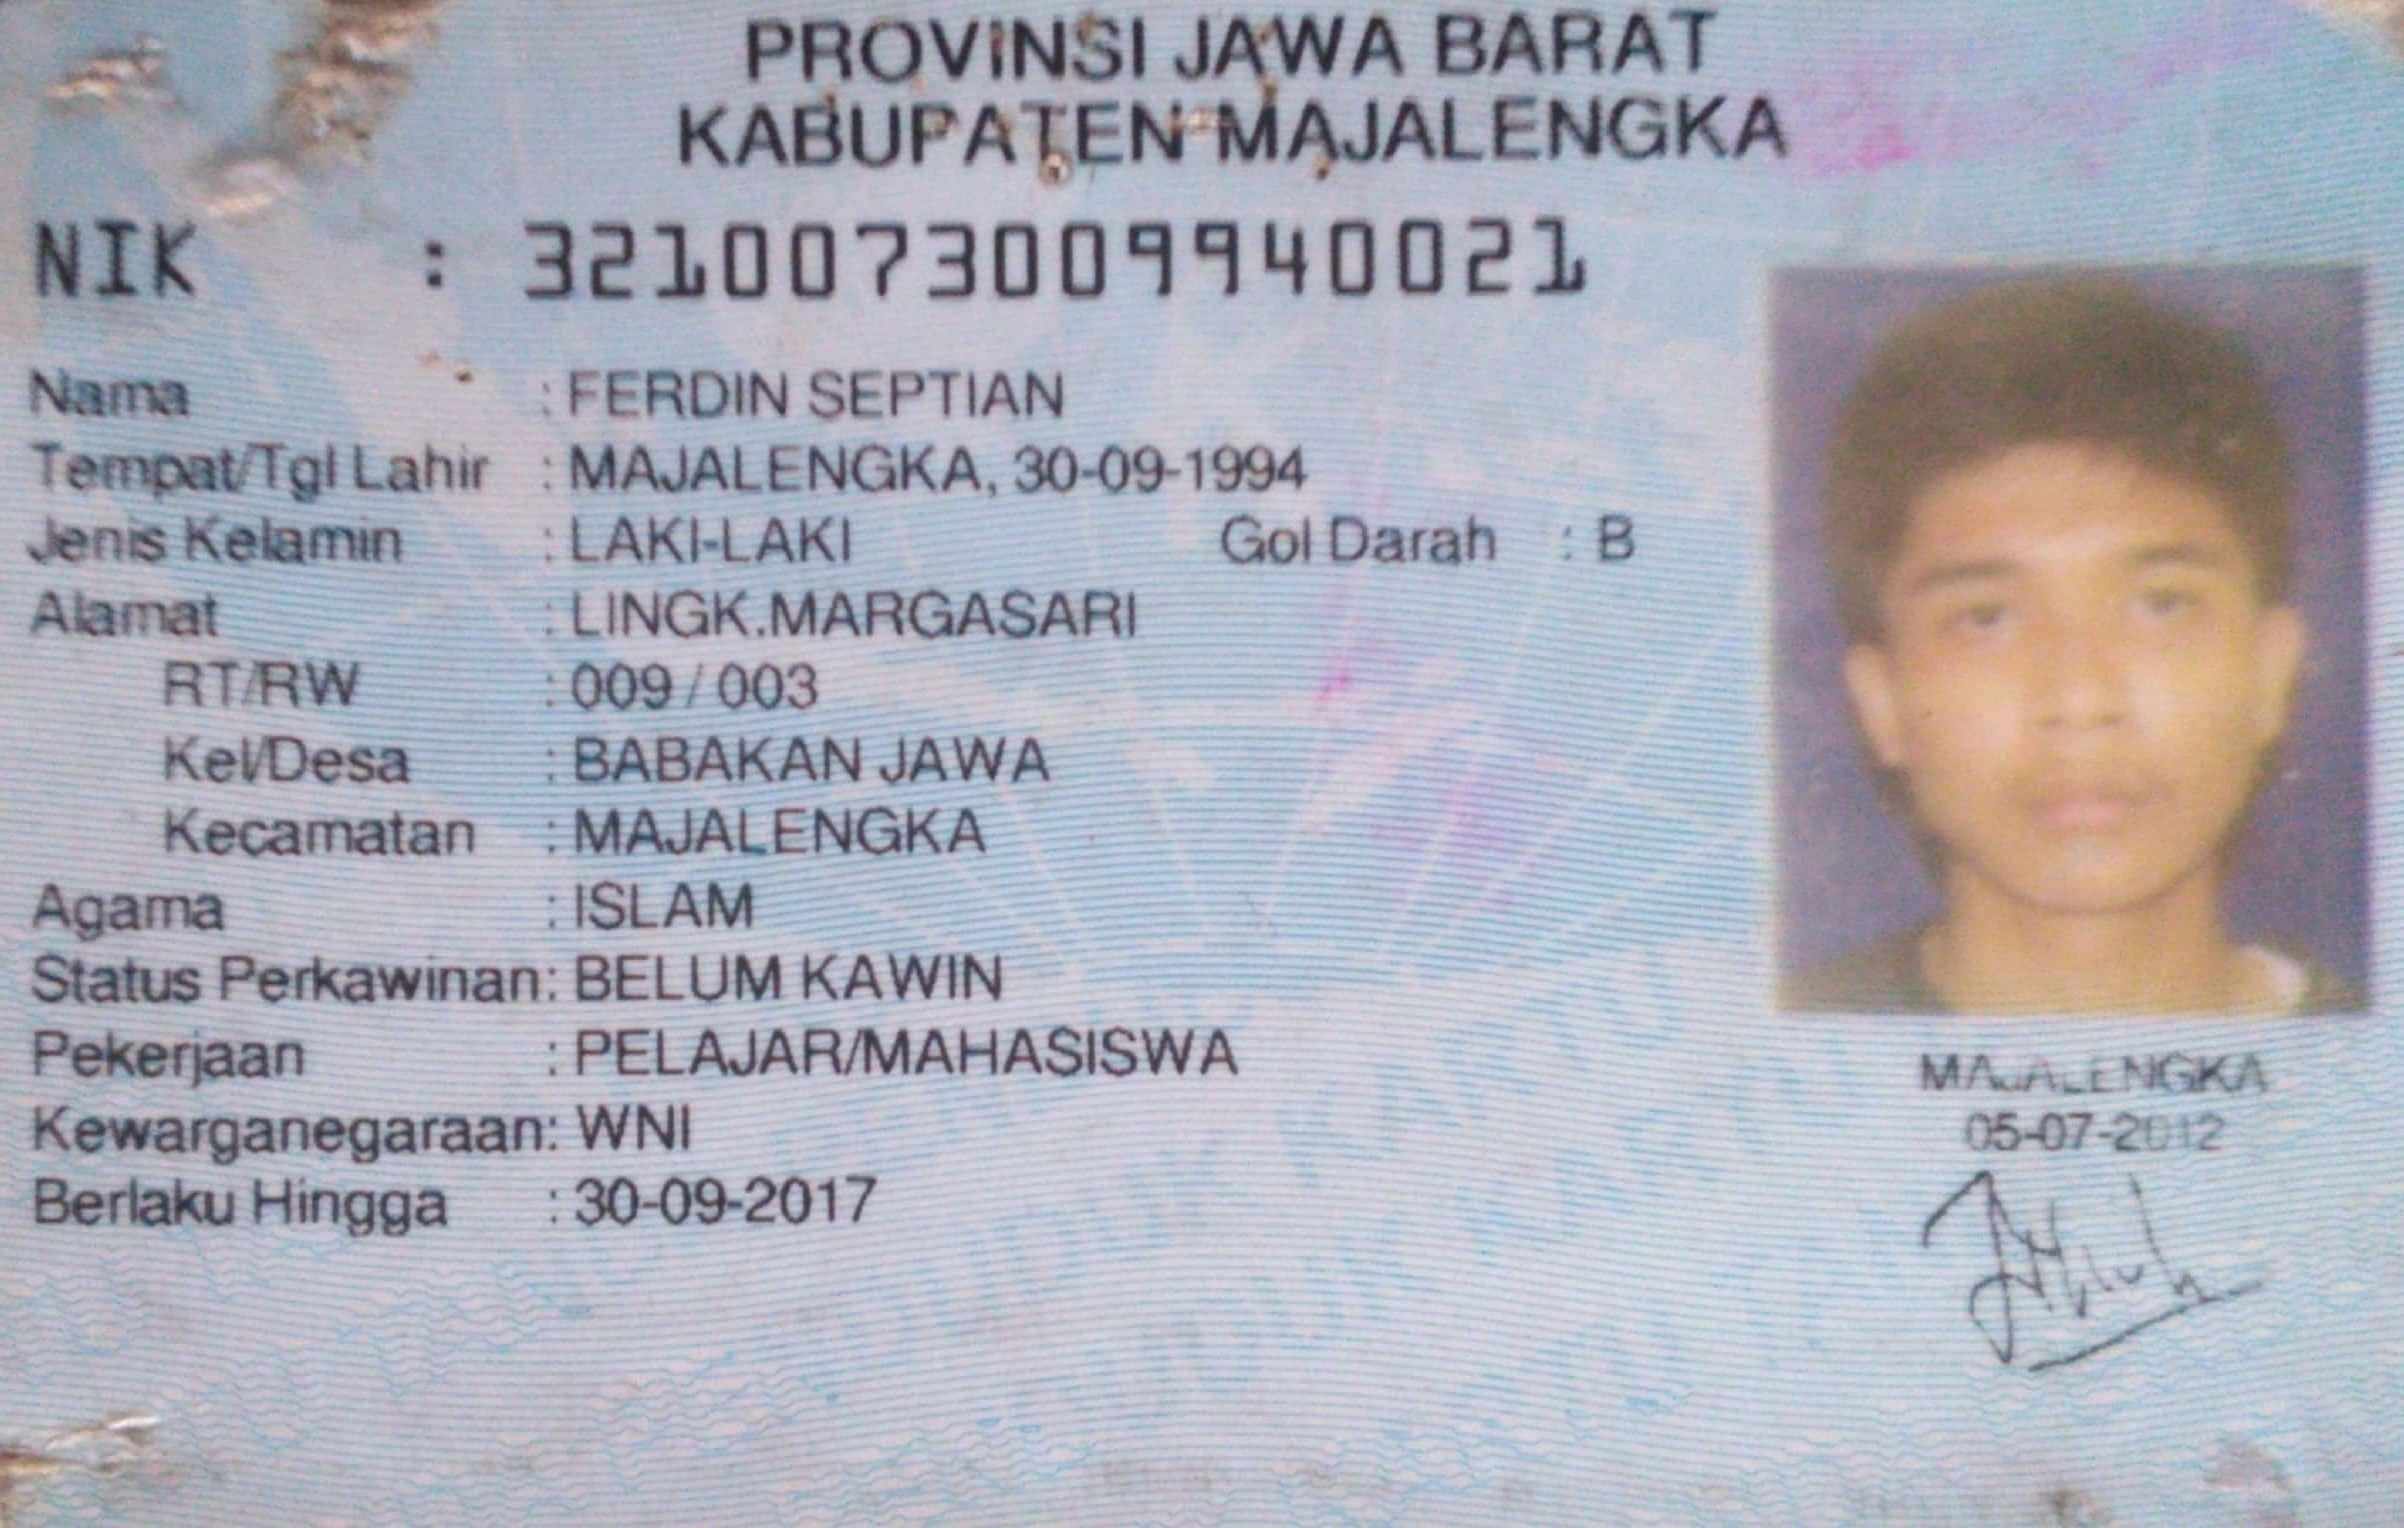 PROVINSI JAWA BARAT
KABUPATEN MAJALENGKA
NIK : 3210073009940021
Nama : FERDIN SEPTIAN
Tempat/Tgl Lahir : MAJALENGKA, 30-09-1994
Jenis Kelamin : LAKI-LAKI Gol Darah : B
Alamat : LINGK.MARGASARI
RT/RW : 009 / 003
Kel/Desa : BABAKAN JAWA
Kecamatan : MAJALENGKA
Agama : ISLAM
Status Perkawinan: BELUM KAWIN
Pekerjaan : PELAJAR/MAHASISWA
Kewarganegaraan: WNI
Berlaku Hingga : 30-09-2017
MAJALENGKA
05-07-2012